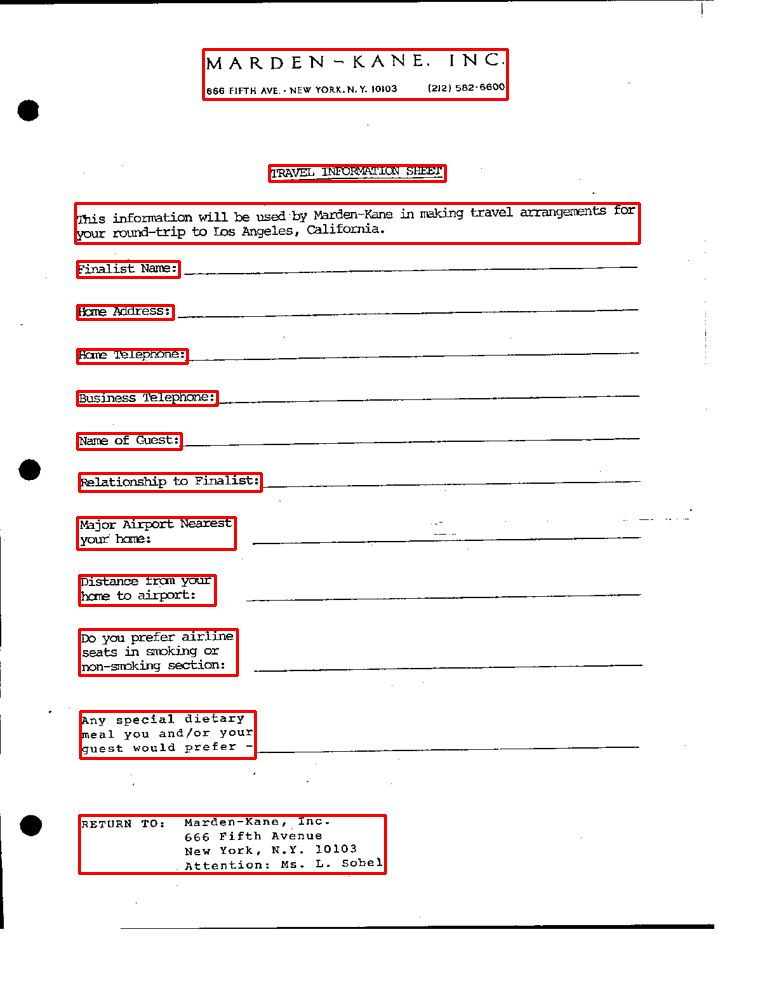 MARDEN-KANE, INC.
666 FIFTH AVE. · NEW YORK, N.Y. 10103 (212) 582-6600
TRAVEL INFORMATION SHEET
This information will be used by Marden-Kane in making travel arrangements for
your round-trip to Los Angeles, California.
Finalist Name:
Home Address:
Home Telephone:
Business Telephone:
Name of Guest:
Relationship to Finalist:
Major Airport Nearest
your home:
Distance from your
home to airport:
Do you prefer airline
seats in smoking or
non-smoking section:
Any special dietary
meal you and/or your
guest would prefer -
RETURN TO: Marden-Kane, Inc.
666 Fifth Avenue
New York, N.Y. 10103
Attention: Ms. L. Sobel